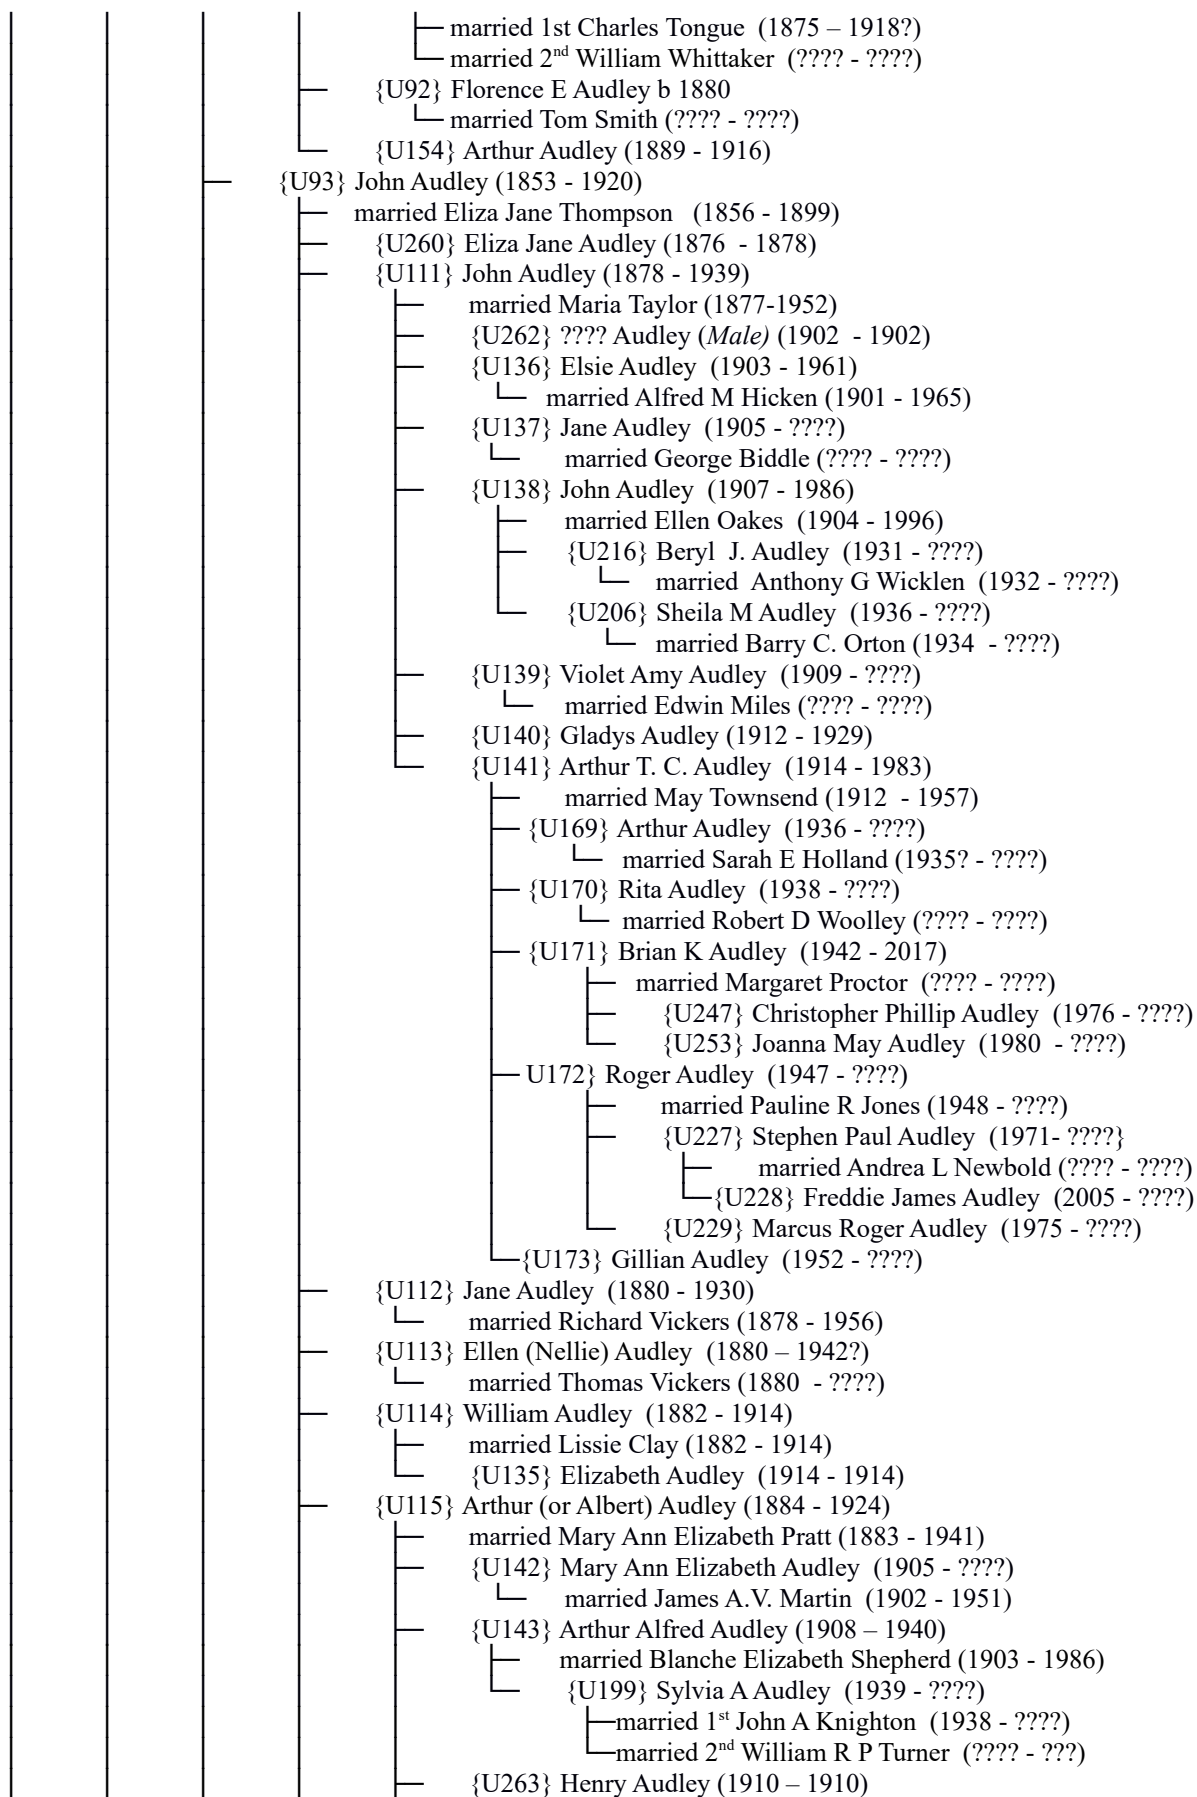 married 1st Charles Tongue (1875 – 1918?)
married 2nd William Whittaker (???? - ????)
{U92} Florence E Audley b 1880
married Tom Smith (???? - ????)
{U154} Arthur Audley (1889 - 1916)
{U93} John Audley (1853 - 1920)
married Eliza Jane Thompson (1856 - 1899)
{U260} Eliza Jane Audley (1876 - 1878)
{U111} John Audley (1878 - 1939)
married Maria Taylor (1877-1952)
{U262} ???? Audley (Male) (1902 - 1902)
{U136} Elsie Audley (1903 - 1961)
married Alfred M Hicken (1901 - 1965)
{U137} Jane Audley (1905 - ????)
married George Biddle (???? - ????)
{U138} John Audley (1907 - 1986)
married Ellen Oakes (1904 - 1996)
{U216} Beryl J. Audley (1931 - ????)
married Anthony G Wicklen (1932 - ????)
{U206} Sheila M Audley (1936 - ????)
married Barry C. Orton (1934 - ????)
{U139} Violet Amy Audley (1909 - ????)
married Edwin Miles (???? - ????)
{U140} Gladys Audley (1912 - 1929)
{U141} Arthur T. C. Audley (1914 - 1983)
married May Townsend (1912 - 1957)
{U169} Arthur Audley (1936 - ????)
married Sarah E Holland (1935? - ????)
{U170} Rita Audley (1938 - ????)
married Robert D Woolley (???? - ????)
{U171} Brian K Audley (1942 - 2017)
married Margaret Proctor (???? - ????)
{U247} Christopher Phillip Audley (1976 - ????)
{U253} Joanna May Audley (1980 - ????)
U172} Roger Audley (1947 - ????)
married Pauline R Jones (1948 - ????)
{U227} Stephen Paul Audley (1971- ????}
married Andrea L Newbold (???? - ????)
{U228} Freddie James Audley (2005 - ????)
{U229} Marcus Roger Audley (1975 - ????)
{U173} Gillian Audley (1952 - ????)
{U112} Jane Audley (1880 - 1930)
married Richard Vickers (1878 - 1956)
{U113} Ellen (Nellie) Audley (1880 – 1942?)
married Thomas Vickers (1880 - ????)
{U114} William Audley (1882 - 1914)
married Lissie Clay (1882 - 1914)
{U135} Elizabeth Audley (1914 - 1914)
{U115} Arthur (or Albert) Audley (1884 - 1924)
married Mary Ann Elizabeth Pratt (1883 - 1941)
{U142} Mary Ann Elizabeth Audley (1905 - ????)
married James A.V. Martin (1902 - 1951)
{U143} Arthur Alfred Audley (1908 – 1940)
married Blanche Elizabeth Shepherd (1903 - 1986)
{U199} Sylvia A Audley (1939 - ????)
married 1st John A Knighton (1938 - ????)
married 2nd William R P Turner (???? - ???)
{U263} Henry Audley (1910 – 1910)